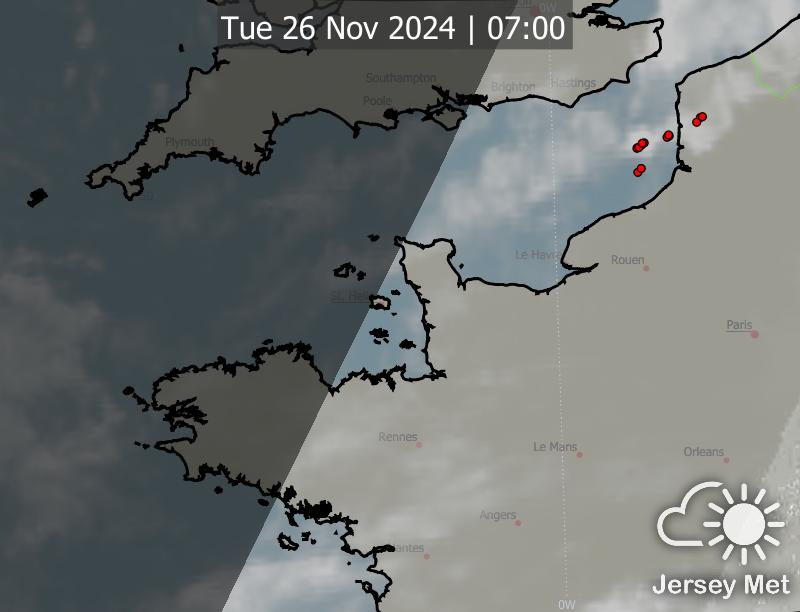 0W
Tue 26 Nov 2024 | 07:00
Southampton
Brighton
Hastings
Poole
Plymouth
Le Havre
Rouen
St. Helier
Paris
Rennes
Le Mans
Orleans
Angers
Nantes
Jersey Met
0W